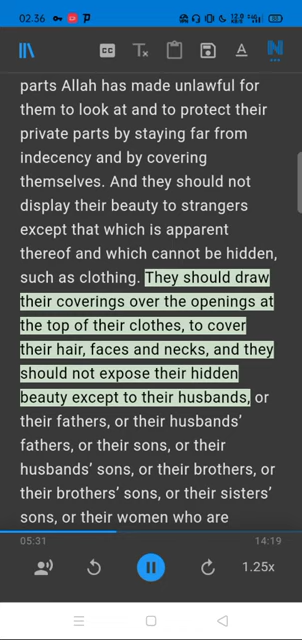 02.36
CC
parts Allah has made unlawful for
them to look at and to protect their
private parts by staying far from
indecency and by covering
themselves. And they should not
display their beauty to strangers
except that which is apparent
thereof and which cannot be hidden,
such as clothing. They should draw
their coverings over the openings at
the top of their clothes, to cover
their hair, faces and necks, and they
should not expose their hidden
beauty except to their husbands, or
their fathers, or their husbands’
fathers, or their sons, or their
husbands’ sons, or their brothers, or
their brothers’ sons, or their sisters’
sons, or their women who are
05:31 14:19
1.25x